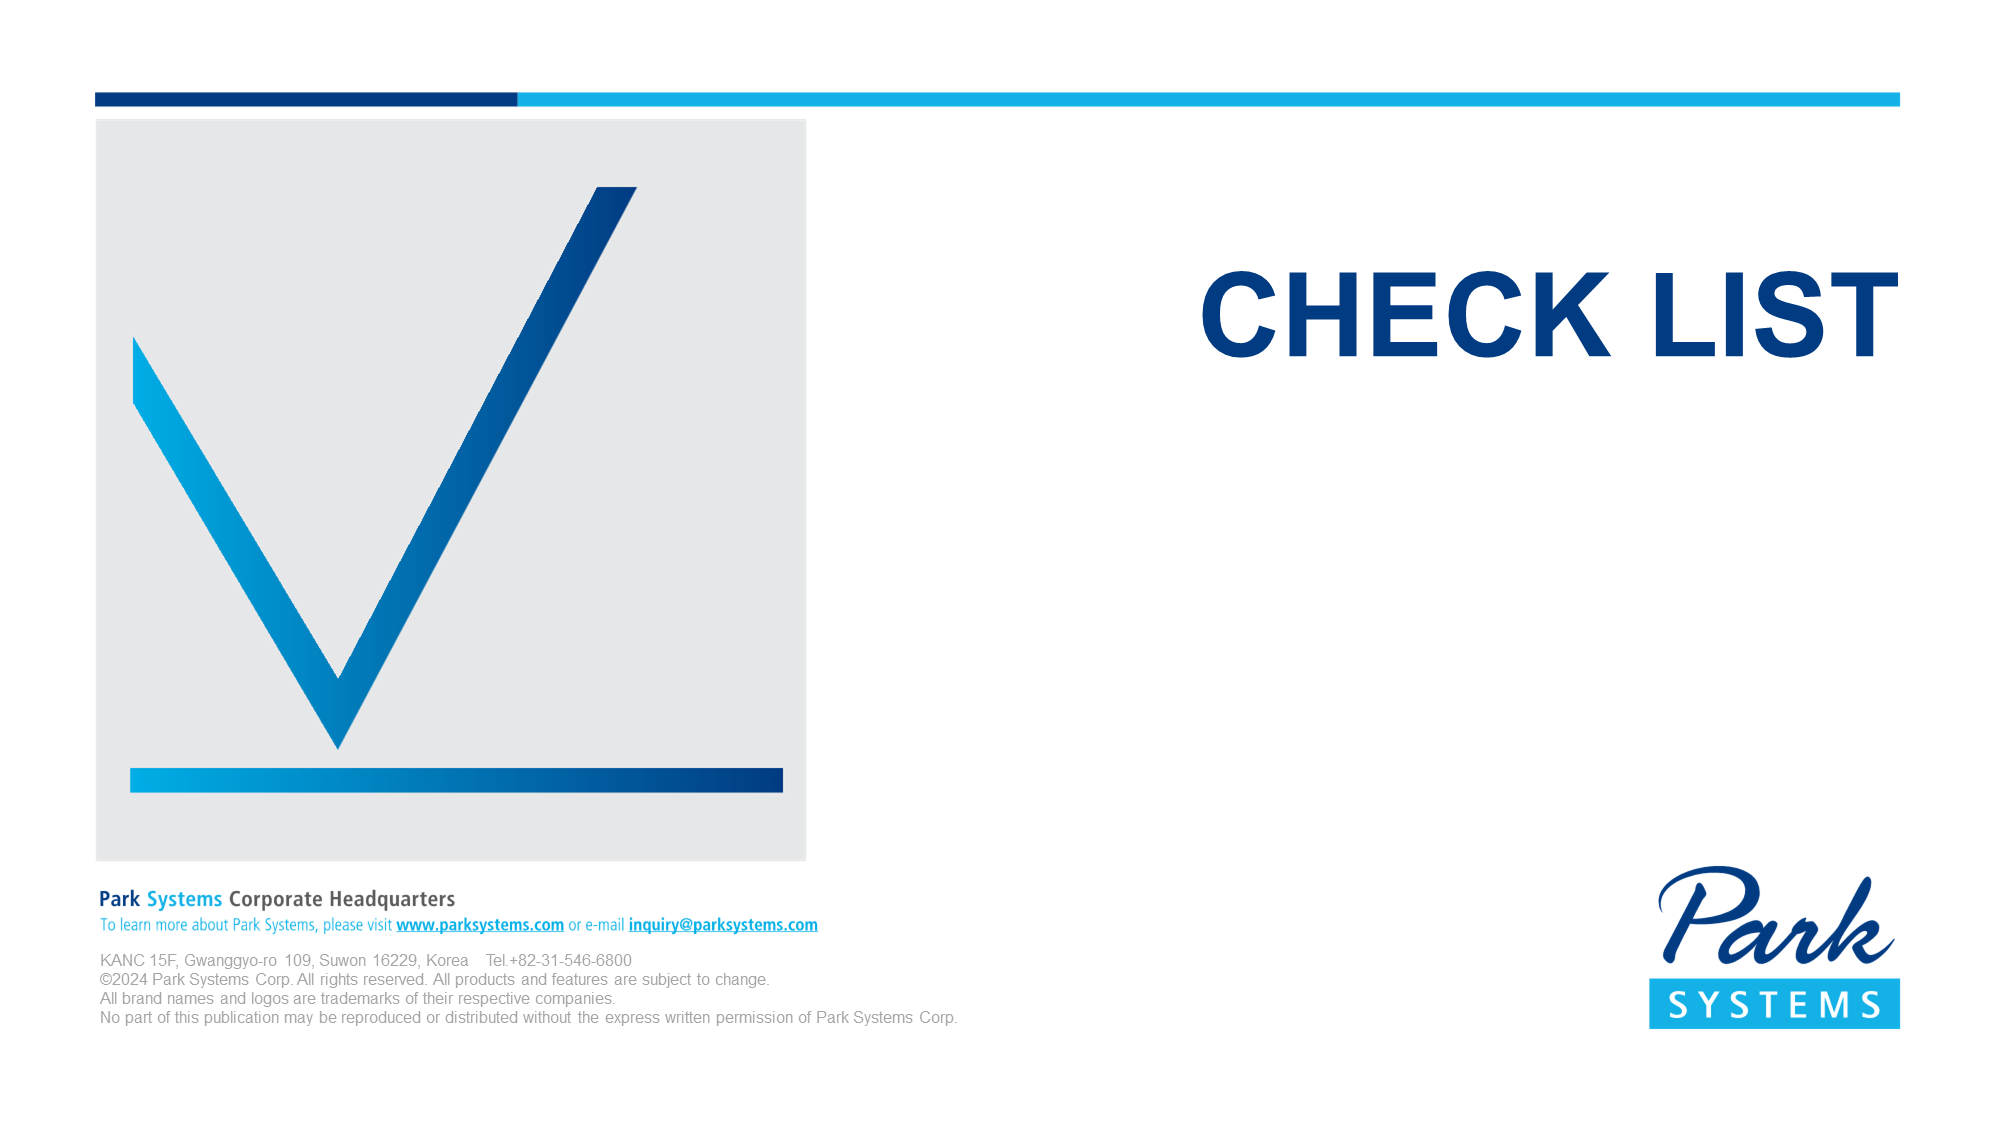 CHECK LIST
Park Systems Corporate Headquarters
To learn more about Park Systems, please visit www.parksystems.com or e-mail inquiry@parksystems.com
KANC 15F, Gwanggyo-ro 109, Suwon 16229, Korea Tel.+82-31-546-6800
©2024 Park Systems Corp. All rights reserved. All products and features are subject to change.
All brand names and logos are trademarks of their respective companies.
No part of this publication may be reproduced or distributed without the express written permission of Park Systems Corp.
Park
SYSTEMS